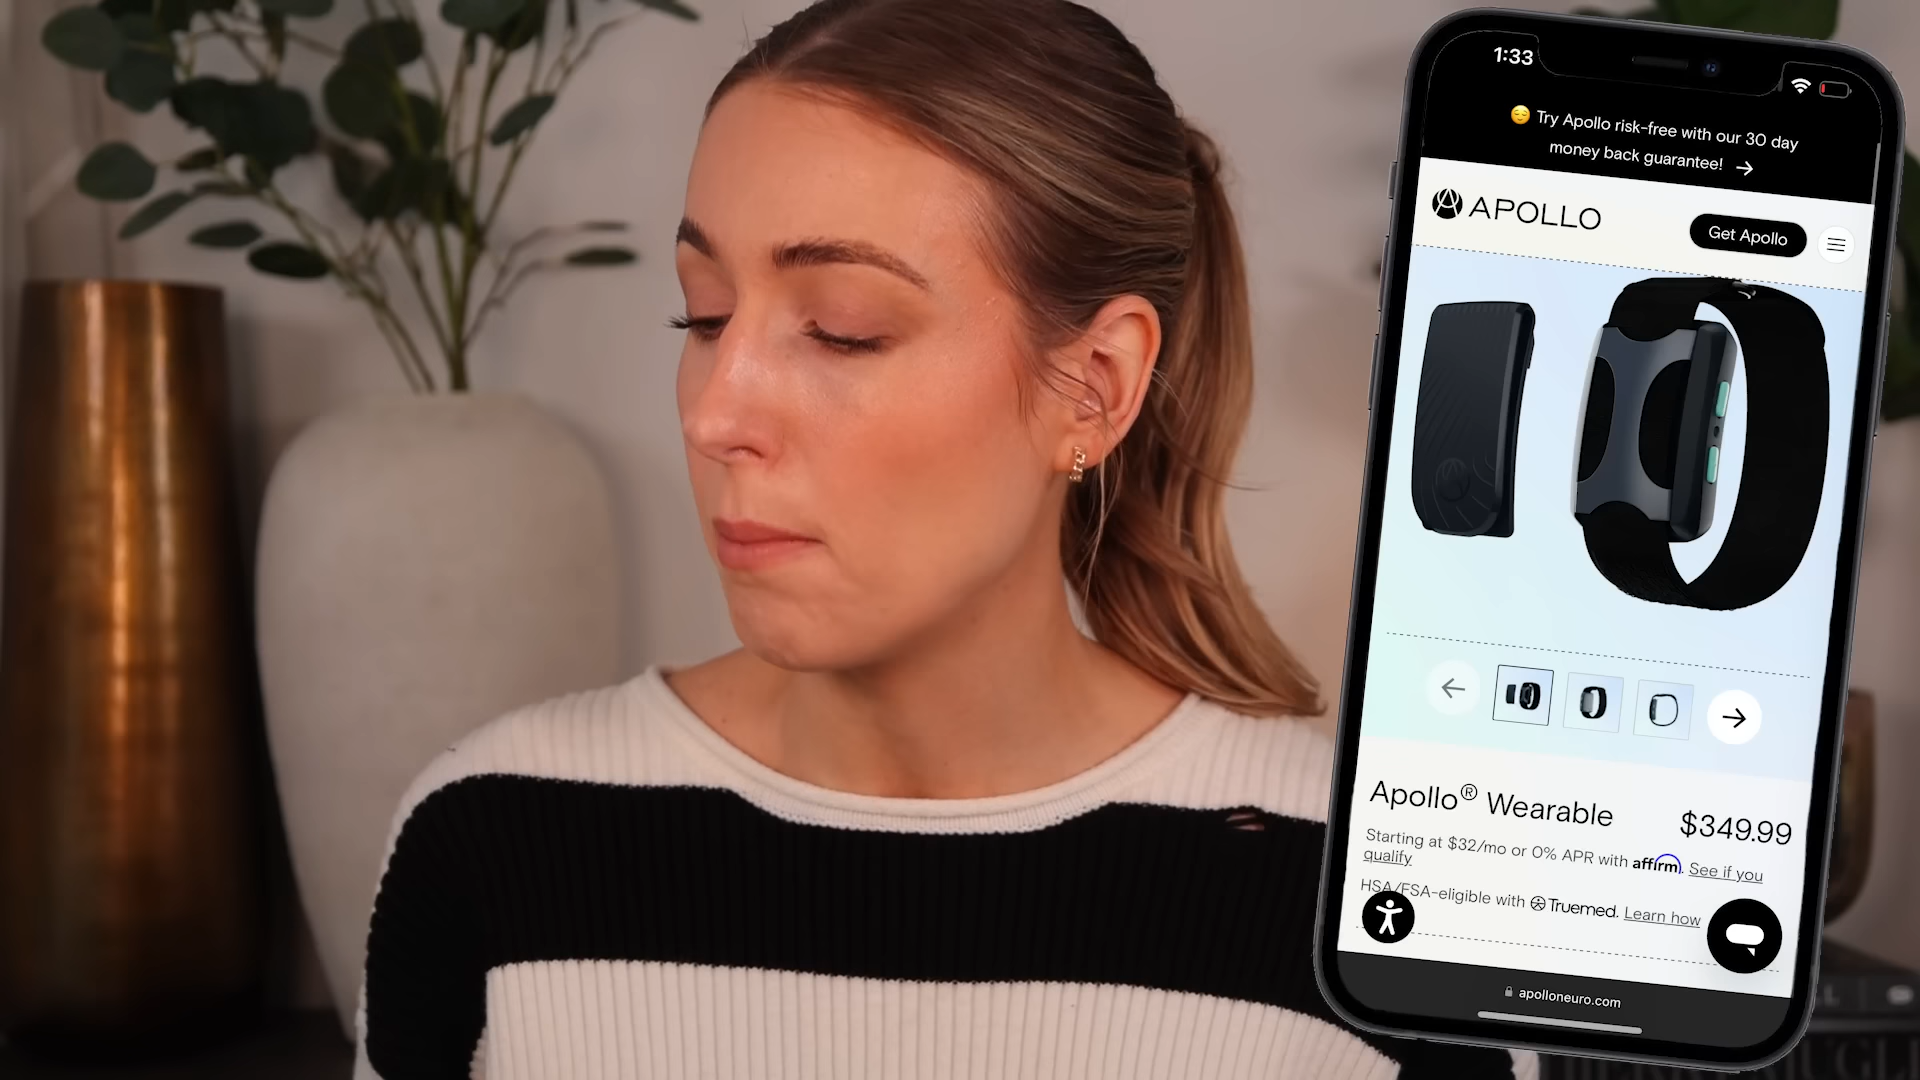 1:33
😌 Try Apollo risk-free with our 30 day
money back guarantee! →
APOLLO
Get Apollo
Apollo® Wearable
$349.99
Starting at $32/mo or 0% APR with affirm. See if you
qualify
HSA/FSA-eligible with Truemed. Learn how
apolloneuro.com